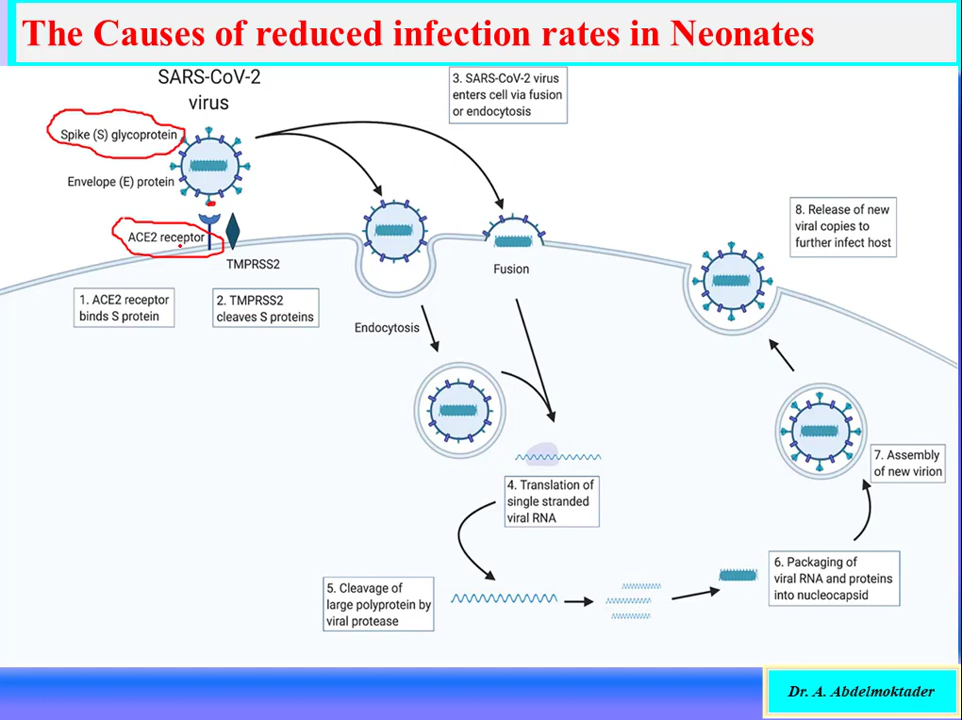 The Causes of reduced infection rates in Neonates
SARS-CoV-2
virus
Spike (S) glycoprotein
Envelope (E) protein
ACE2 receptor
TMPRSS2
1. ACE2 receptor
binds S protein
2. TMPRSS2
cleaves S proteins
3. SARS-CoV-2 virus
enters cell via fusion
or endocytosis
Fusion
Endocytosis
4. Translation of
single stranded
viral RNA
5. Cleavage of
large polyprotein by
viral protease
6. Packaging of
viral RNA and proteins
into nucleocapsid
7. Assembly
of new virion
8. Release of new
viral copies to
further infect host
Dr. A. Abdelmoktader